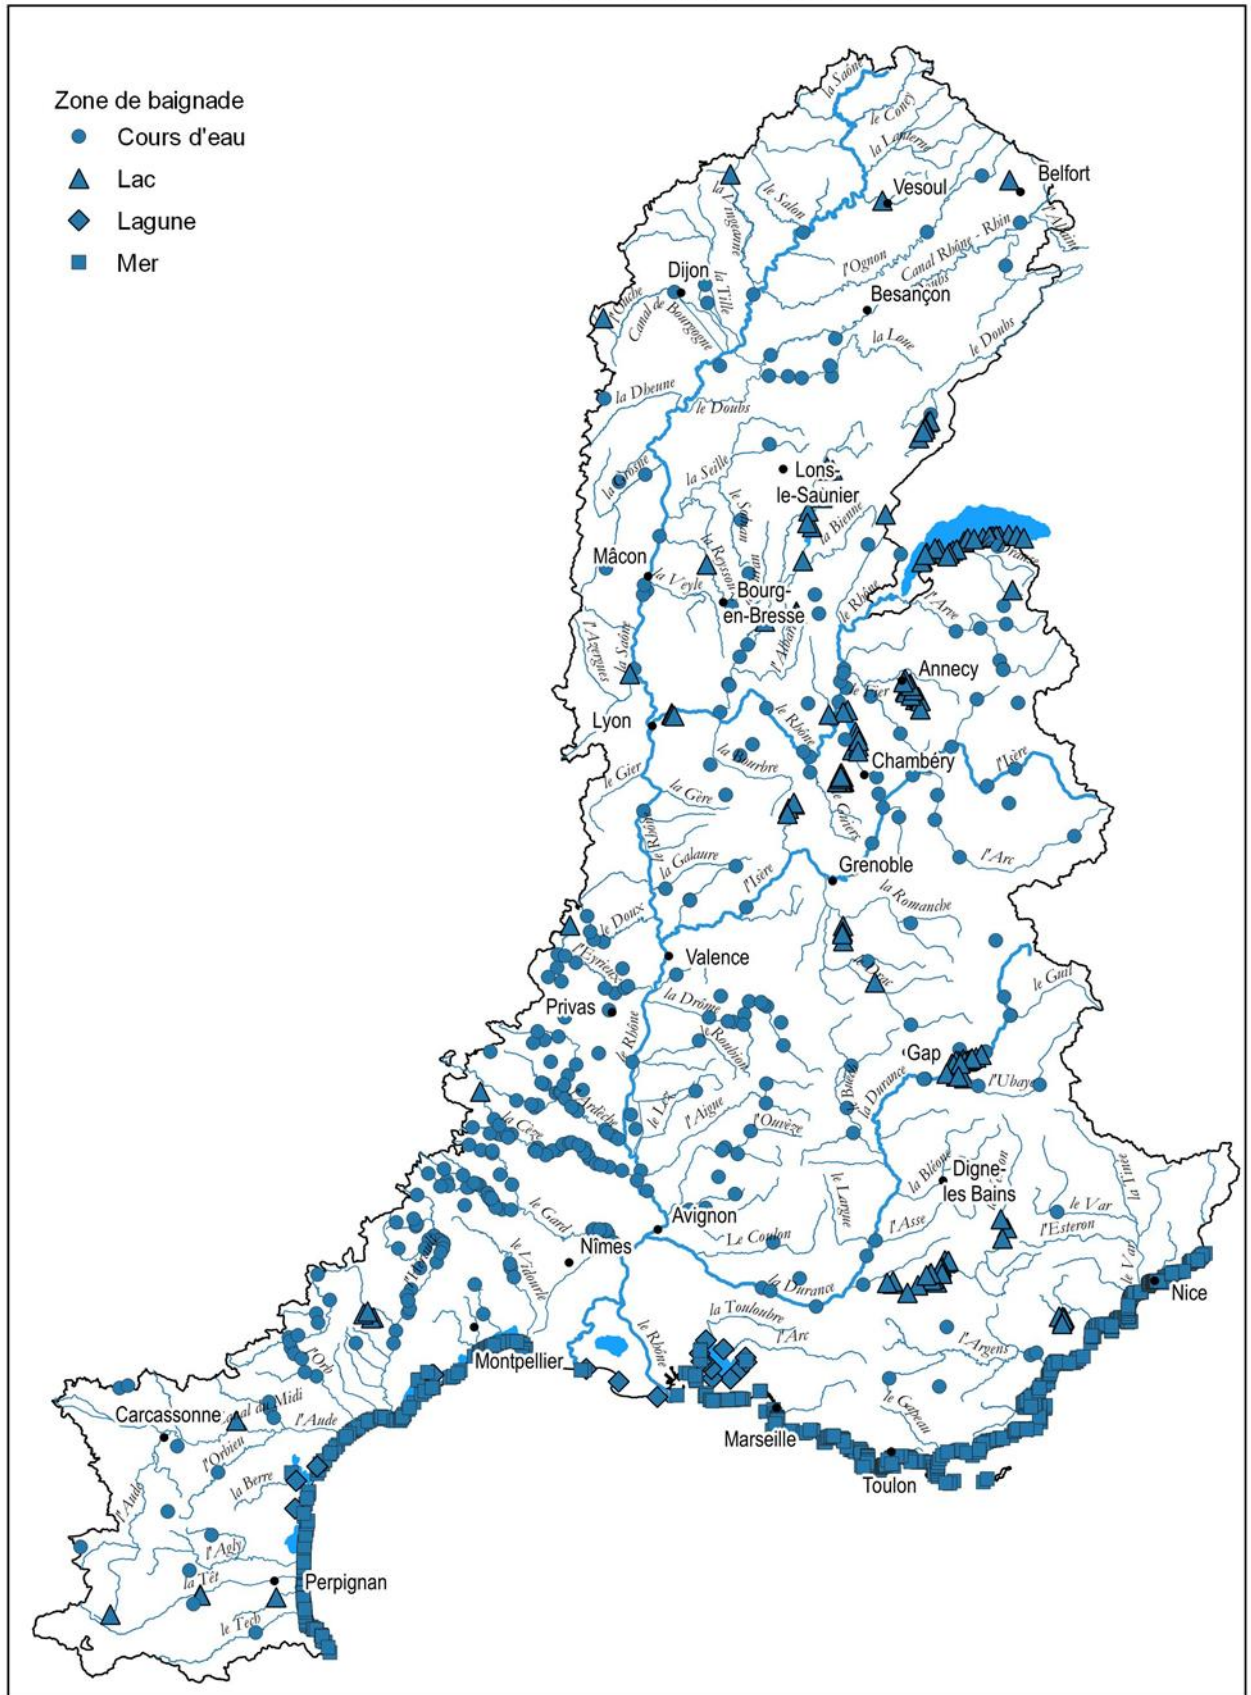 Zone de baignade
Cours d'eau
Lac
Lagune
Mer
la Saône
le Coney
la Lanterne
Belfort
Vesoul
la Vingeanne
le Salon
l'Allaine
Canal Rhône - Rhin
l'Ognon
Dijon
la Tille
Doubs
Besançon
l'Ouche
Canal de Bourgogne
la Loue
le Doubs
la Dheune
le Doubs
la Grosne
la Seille
Lons-
le-Saunier
le Solnan
la Bienne
la Reyssouze
Mâcon
la Veyle
Bourg-
en-Bresse
le Rhône
l'Arve
l'Azergues
la Saône
l'Albarine
Annecy
le Fier
Lyon
le Rhône
la Bourbre
Chambéry
l'Isère
le Gier
la Gère
le Guiers
le Rhône
la Galaure
l'Isère
Grenoble
l'Arc
la Romanche
le Doux
l'Eyrieux
Valence
le Drac
le Guil
Privas
la Drôme
le Roubion
le Rhône
Gap
le Buëch
la Durance
l'Ubaye
Ardèche
le Lez
l'Aigue
la Cèze
l'Ouvèze
la Bléone
Digne-
les Bains
la Tinée
le Largue
le Gard
Avignon
Le Coulon
l'Asse
le Var
l'Esteron
Nîmes
l'Hérault
le Vidourle
le Var
la Durance
Nice
la Touloubre
l'Arc
le Rhône
l'Argens
l'Orb
Montpellier
Canal du Midi
Carcassonne
l'Aude
le Gapeau
Marseille
l'Orbieu
la Berre
Toulon
l'Aude
l'Agly
la Têt
Perpignan
le Tech